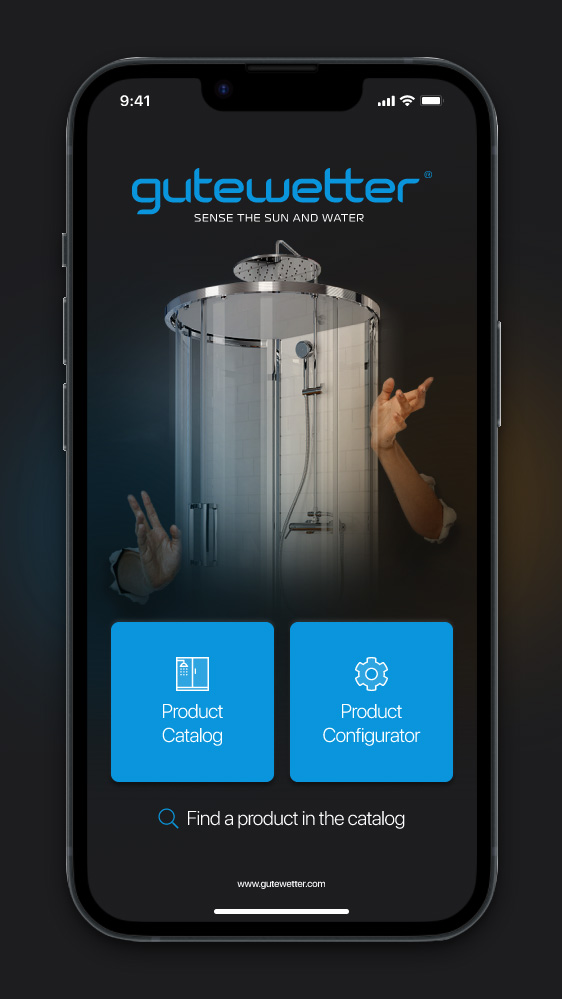 9:41
gutewetter®
SENSE THE SUN AND WATER
Product
Catalog
Product
Configurator
Find a product in the catalog
www.gutewetter.com